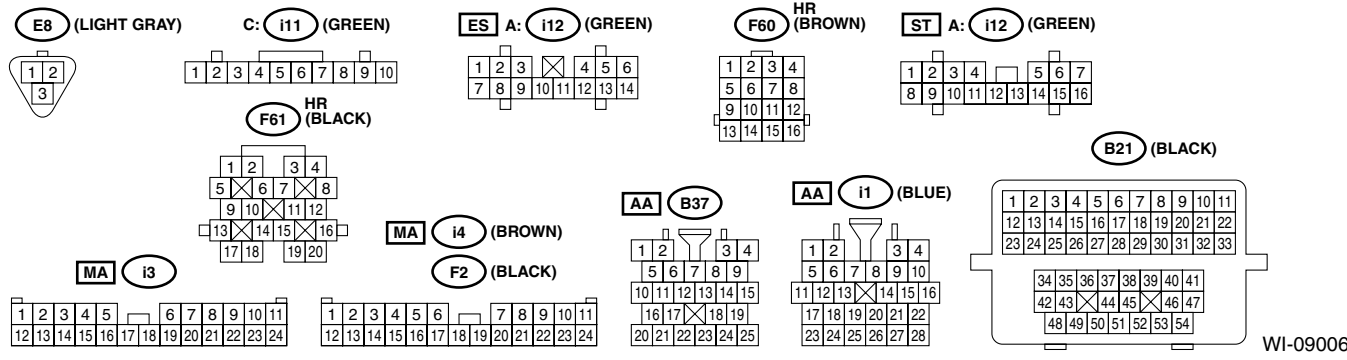 E8 (LIGHT GRAY)
1 2
3
C: i11 (GREEN)
1 2 3 4 5 6 7 8 9 10
ES A: i12 (GREEN)
1 2 3 4 5 6
7 8 9 10 11 12 13 14
F60 HR (BROWN)
1 2 3 4
5 6 7 8
9 10 11 12
13 14 15 16
ST A: i12 (GREEN)
1 2 3 4 5 6 7
8 9 10 11 12 13 14 15 16
F61 HR (BLACK)
1 2 3 4
5 6 7 8
9 10 11 12
13 14 15 16
17 18 19 20
MA i3
1 2 3 4 5 6 7 8 9 10 11
12 13 14 15 16 17 18 19 20 21 22 23 24
MA i4 (BROWN)
F2 (BLACK)
1 2 3 4 5 6 7 8 9 10 11
12 13 14 15 16 17 18 19 20 21 22 23 24
AA B37
1 2 3 4
5 6 7 8 9
10 11 12 13 14 15
16 17 18 19
20 21 22 23 24 25
AA i1 (BLUE)
1 2 3 4
5 6 7 8 9 10
11 12 13 14 15 16
17 18 19 20 21 22
23 24 25 26 27 28
B21 (BLACK)
1 2 3 4 5 6 7 8 9 10 11
12 13 14 15 16 17 18 19 20 21 22
23 24 25 26 27 28 29 30 31 32 33
34 35 36 37 38 39 40 41
42 43 44 45 46 47
48 49 50 51 52 53 54
WI-09006